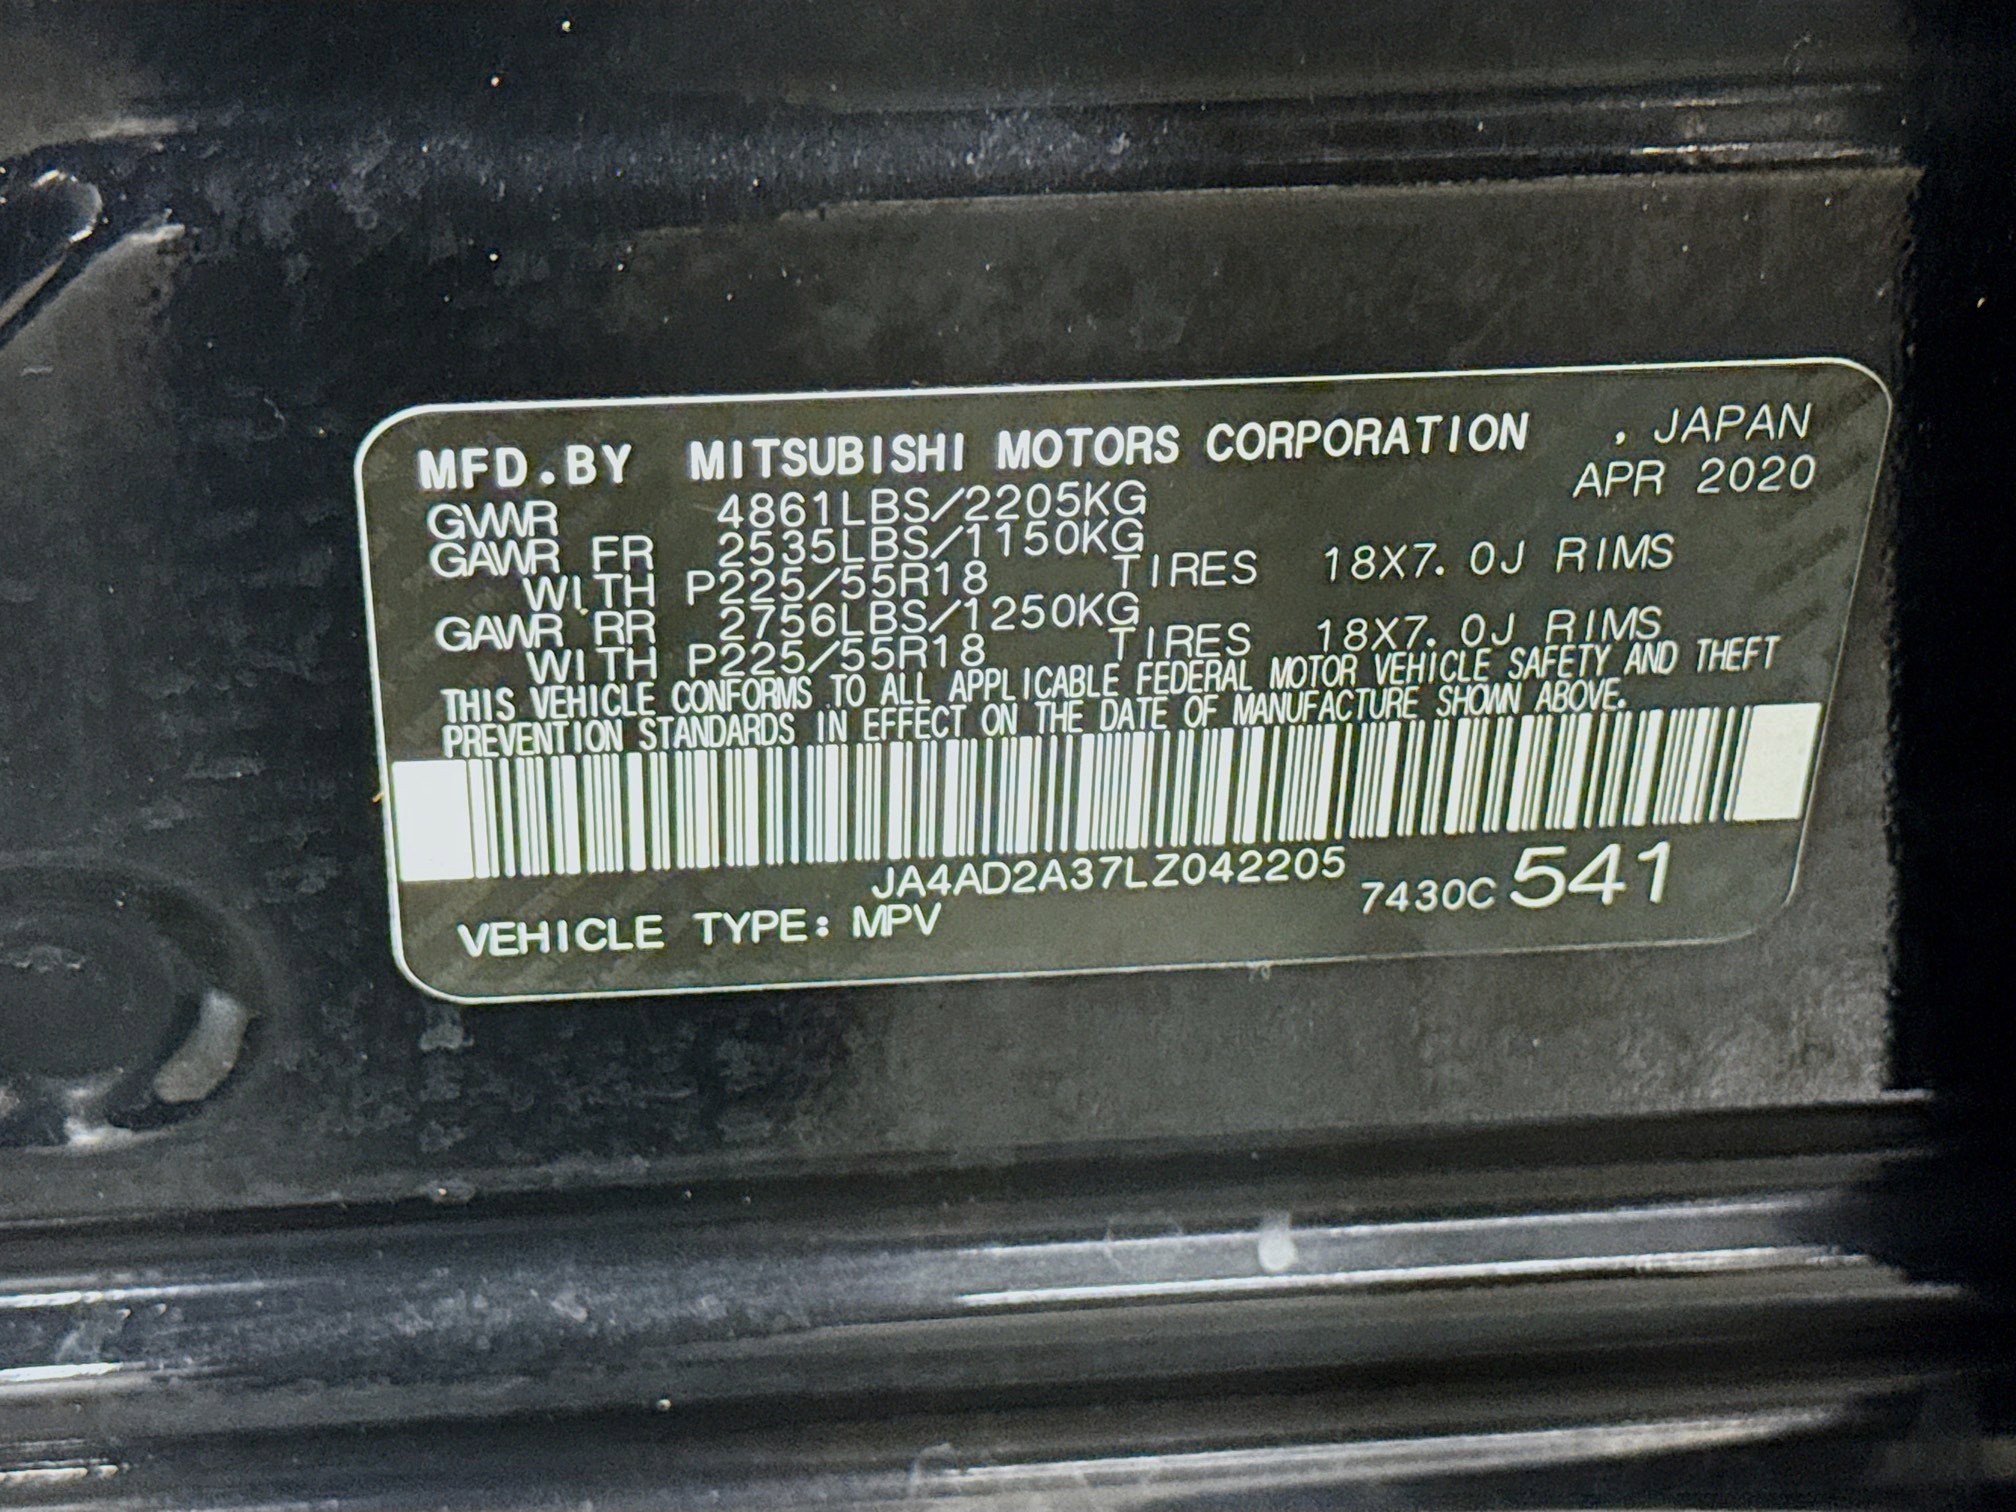 MFD.BY MITSUBISHI MOTORS CORPORATION , JAPAN
APR 2020
GVWR 4861LBS/2205KG
GAWR FR 2535LBS/1150KG
WITH P225/55R18 TIRES 18X7.0J RIMS
GAWR RR 2756LBS/1250KG
WITH P225/55R18 TIRES 18X7.0J RIMS
THIS VEHICLE CONFORMS TO ALL APPLICABLE FEDERAL MOTOR VEHICLE SAFETY AND THEFT
PREVENTION STANDARDS IN EFFECT ON THE DATE OF MANUFACTURE SHOWN ABOVE.
JA4AD2A37LZ042205
VEHICLE TYPE: MPV 7430C 541